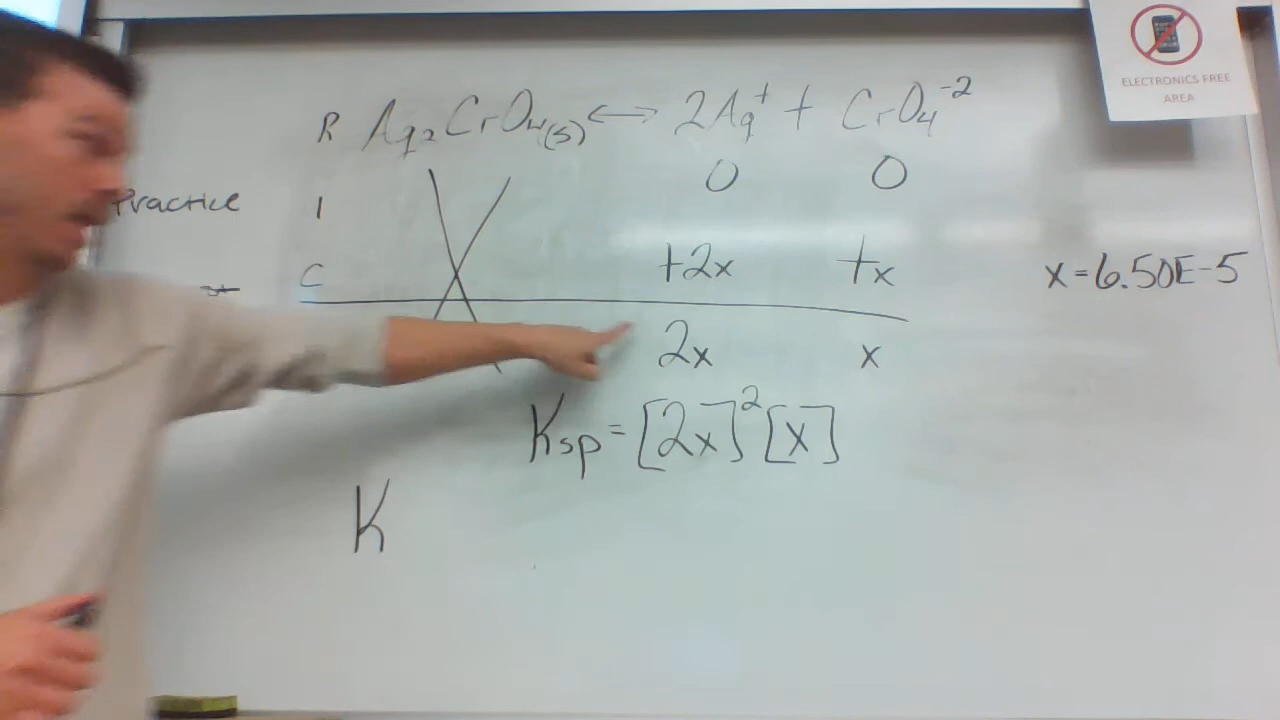 ELECTRONICS FREE
AREA
R Ag₂CrO₄(s) ⟷ 2Ag⁺ + CrO₄⁻²
Practice I 0 0
C +2x +x x = 6.50E-5
2x x
Ksp = [2x]² [x]
K